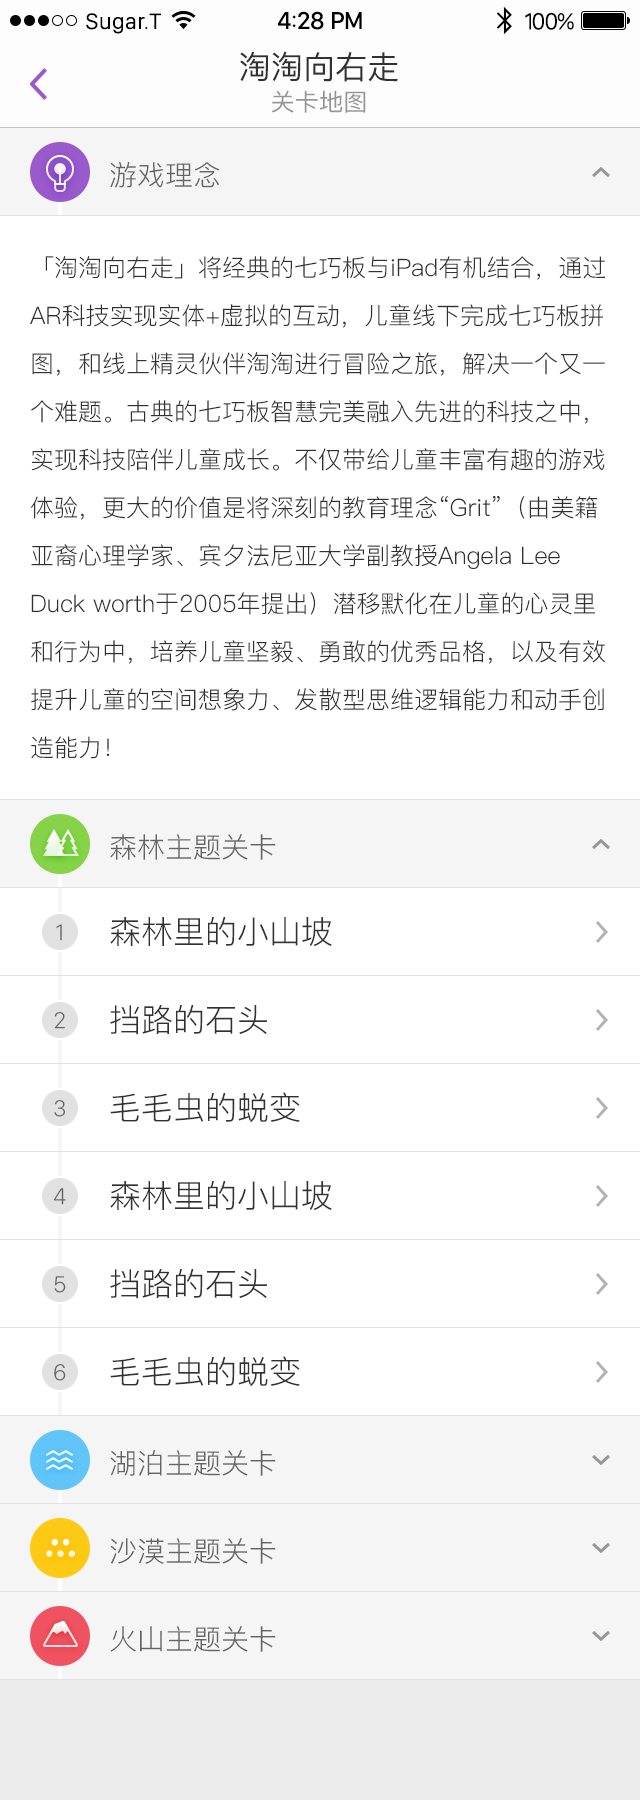 Sugar.T 4:28 PM 100%
淘淘向右走
关卡地图
游戏理念
「淘淘向右走」将经典的七巧板与iPad有机结合，通过
AR科技实现实体+虚拟的互动，儿童线下完成七巧板拼
图，和线上精灵伙伴淘淘进行冒险之旅，解决一个又一
个难题。古典的七巧板智慧完美融入先进的科技之中，
实现科技陪伴儿童成长。不仅带给儿童丰富有趣的游戏
体验，更大的价值是将深刻的教育理念“Grit”（由美籍
亚裔心理学家、宾夕法尼亚大学副教授Angela Lee
Duck worth于2005年提出）潜移默化在儿童的心灵里
和行为中，培养儿童坚毅、勇敢的优秀品格，以及有效
提升儿童的空间想象力、发散型思维逻辑能力和动手创
造能力！
森林主题关卡
1 森林里的小山坡
2 挡路的石头
3 毛毛虫的蜕变
4 森林里的小山坡
5 挡路的石头
6 毛毛虫的蜕变
湖泊主题关卡
沙漠主题关卡
火山主题关卡